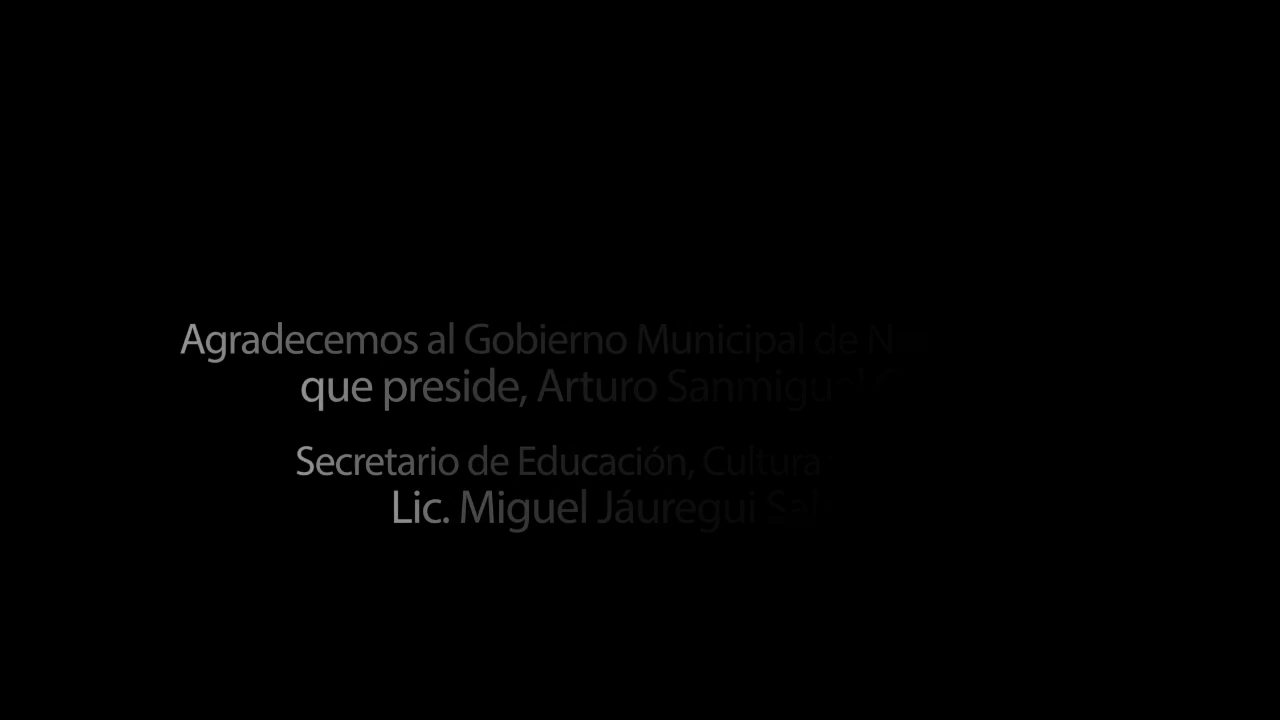 Agradecemos al Gobierno Municipal de
que preside, Arturo Sanmiguel
Secretario de Educación, Cultura
Lic. Miguel Jáuregui